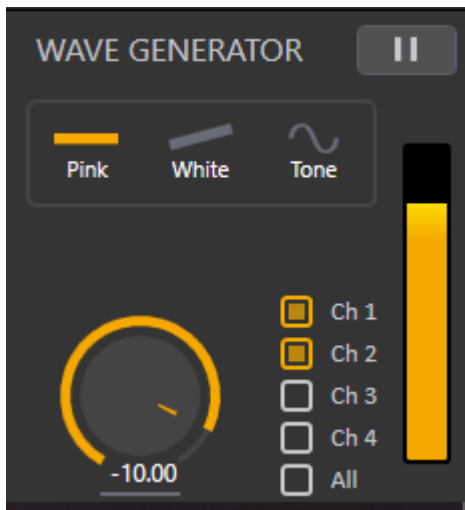 WAVE GENERATOR
Pink White Tone
Ch 1
Ch 2
Ch 3
Ch 4
-10.00
All